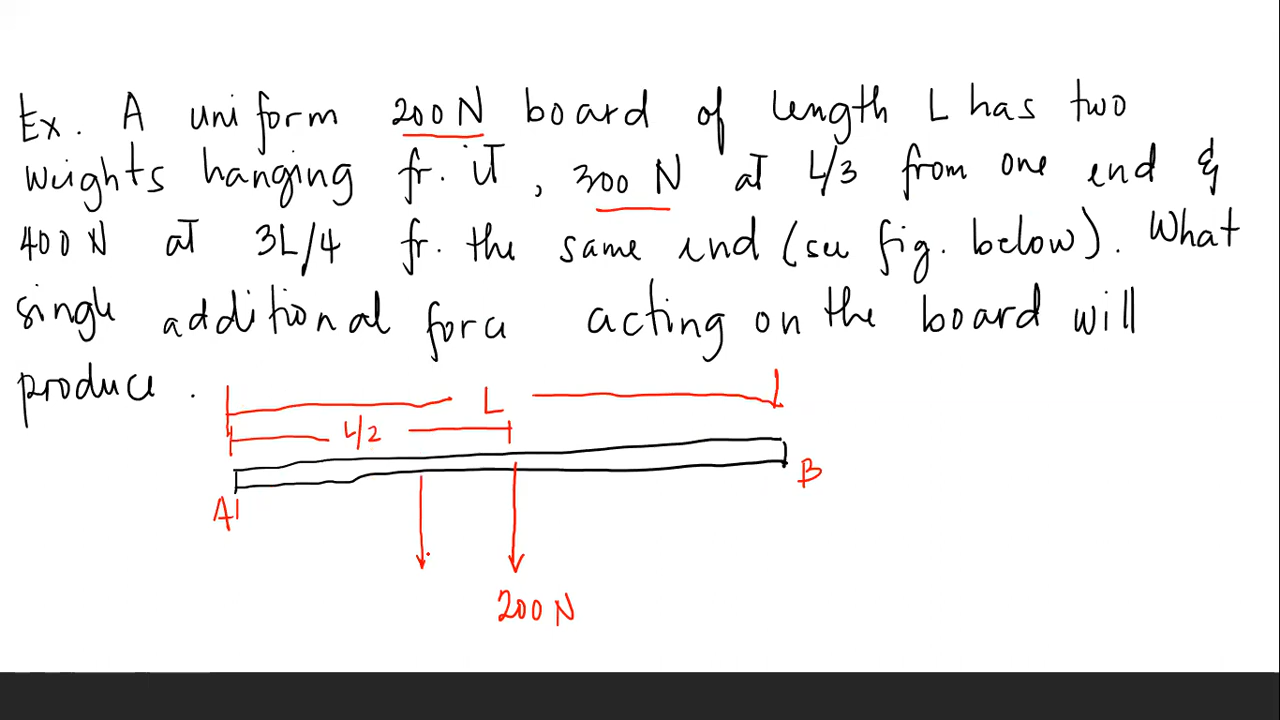 Ex. A uniform 200N board of length L has two
weights hanging fr. it, 300 N at L/3 from one end &
400 N at 3L/4 fr. the same end (see fig. below). What
single additional force acting on the board will
produce.
L
L/2
B
A
200 N